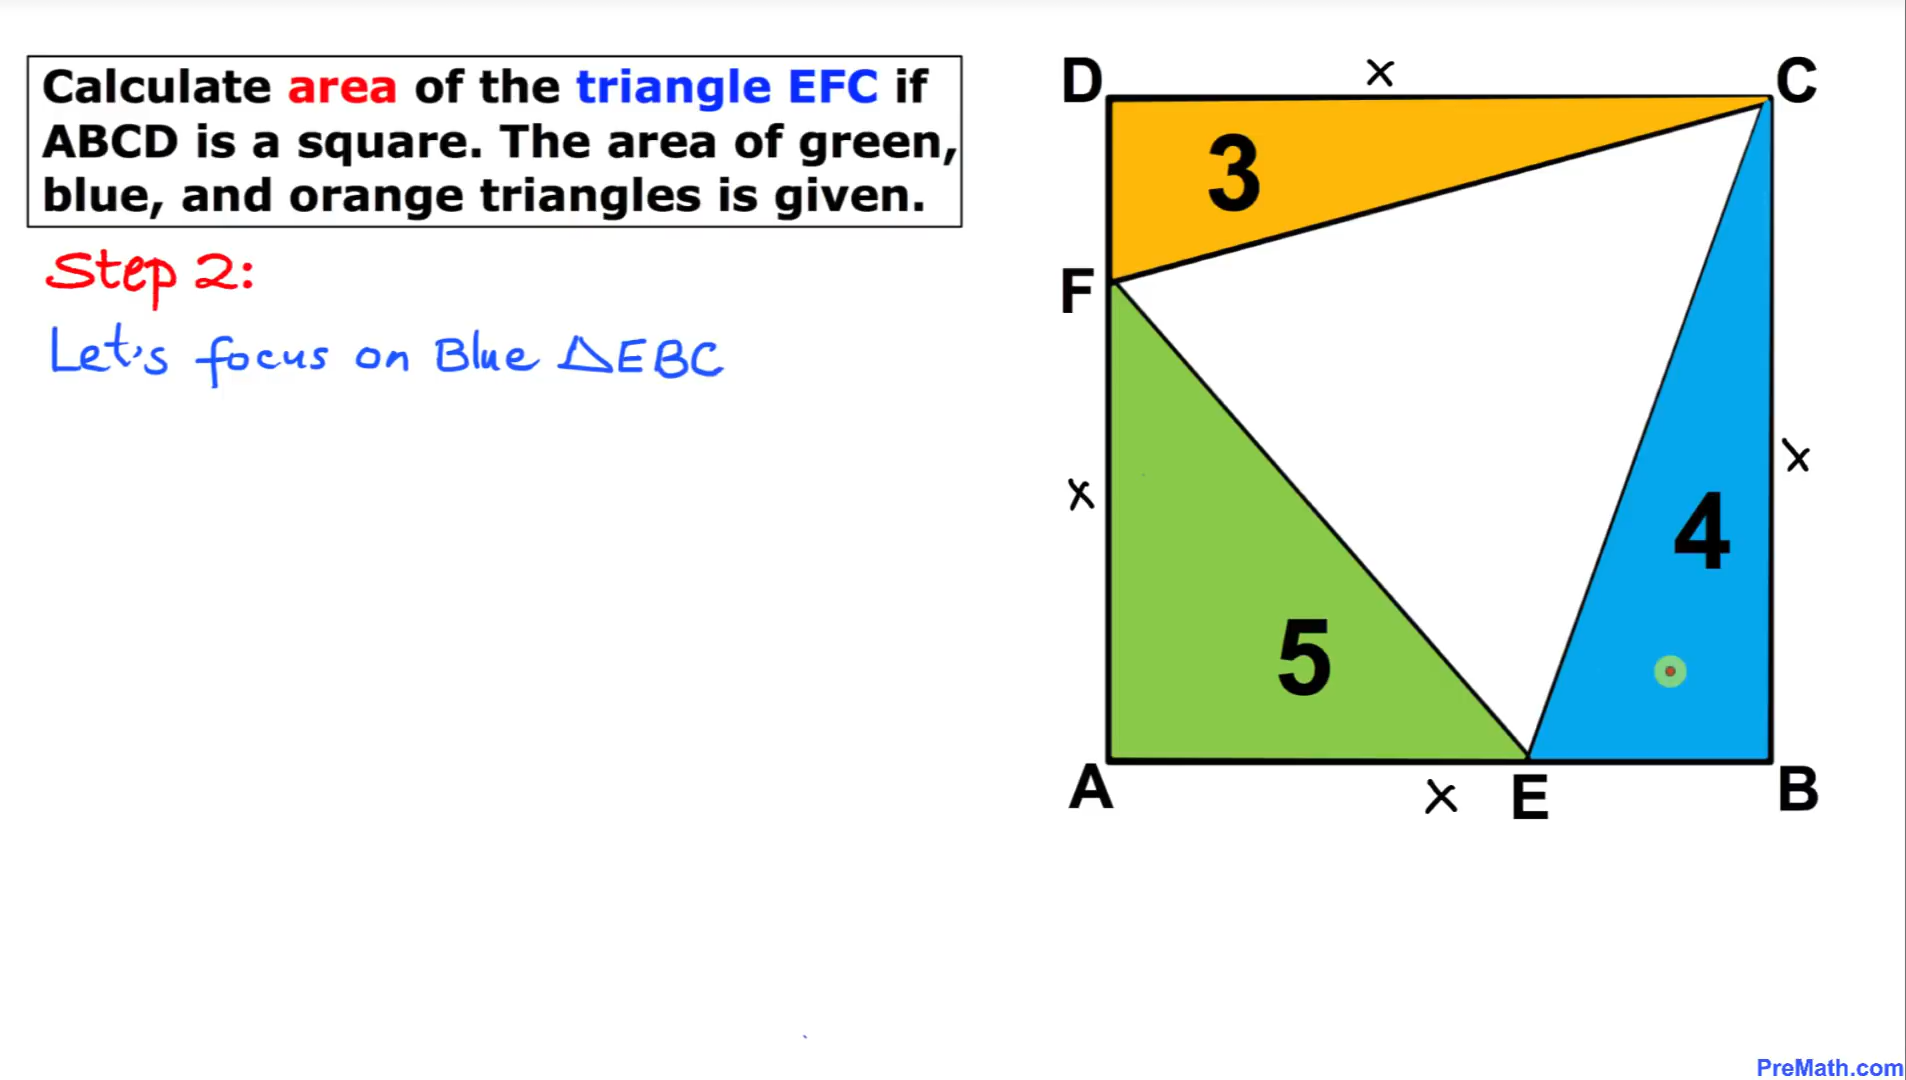 Calculate area of the triangle EFC if
ABCD is a square. The area of green,
blue, and orange triangles is given.
Step 2:
Let's focus on Blue △EBC
D
x
C
3
F
x
x
4
5
A
x
E
B
PreMath.com